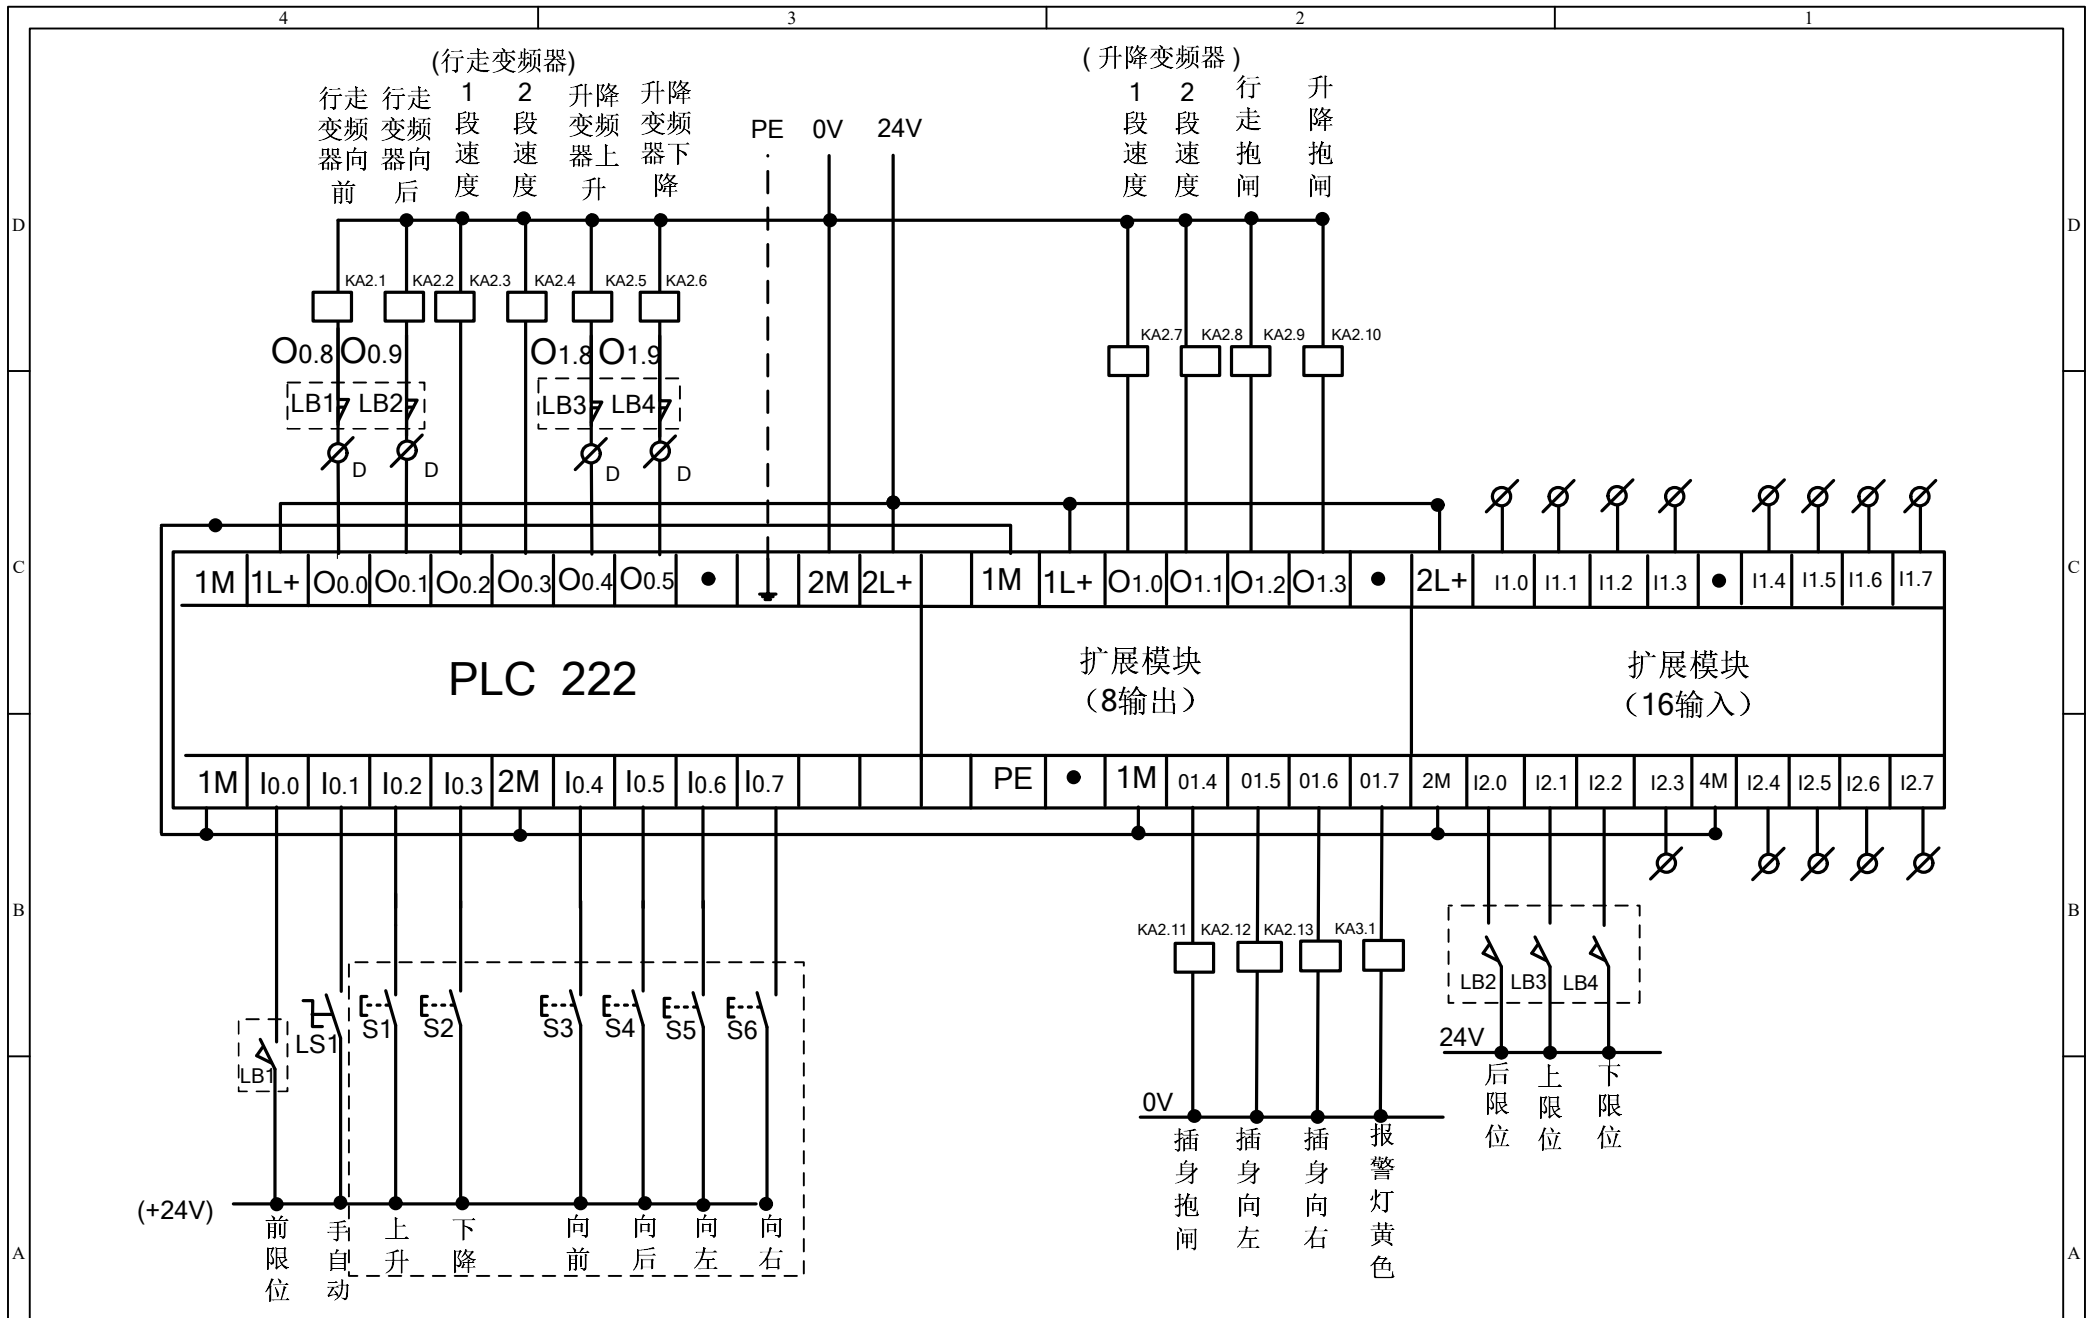 4 3 2 1
(行走变频器)
( 升降变频器 )
行走变频器向前
行走变频器向后
1段速度
2段速度
升降变频器上升
升降变频器下降
PE 0V 24V
1段速度
2段速度
行走抱闸
升降抱闸
D D
KA2.1 KA2.2 KA2.3 KA2.4 KA2.5 KA2.6
KA2.7 KA2.8 KA2.9 KA2.10
O0.8 O0.9 O1.8 O1.9
LB1 LB2 LB3 LB4
D D D D
C C
1M 1L+ O0.0 O0.1 O0.2 O0.3 O0.4 O0.5 2M 2L+ 1M 1L+ O1.0 O1.1 O1.2 O1.3 2L+ I1.0 I1.1 I1.2 I1.3 I1.4 I1.5 I1.6 I1.7
PLC 222
扩展模块
（8输出）
扩展模块
（16输入）
1M I0.0 I0.1 I0.2 I0.3 2M I0.4 I0.5 I0.6 I0.7 PE 1M 01.4 01.5 01.6 01.7 2M I2.0 I2.1 I2.2 I2.3 4M I2.4 I2.5 I2.6 I2.7
B B
KA2.11 KA2.12 KA2.13 KA3.1
LB2 LB3 LB4
LB1 LS1 S1 S2 S3 S4 S5 S6
24V
后限位
上限位
下限位
0V
插身抱闸
插身向左
插身向右
报警灯黄色
(+24V)
前限位
手自动
上升
下降
向前
向后
向左
向右
A A